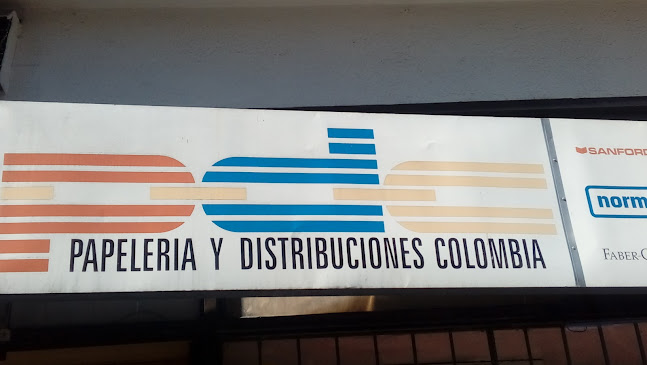 pdc
PAPELERIA Y DISTRIBUCIONES COLOMBIA
SANFORD
norm
FABER-C